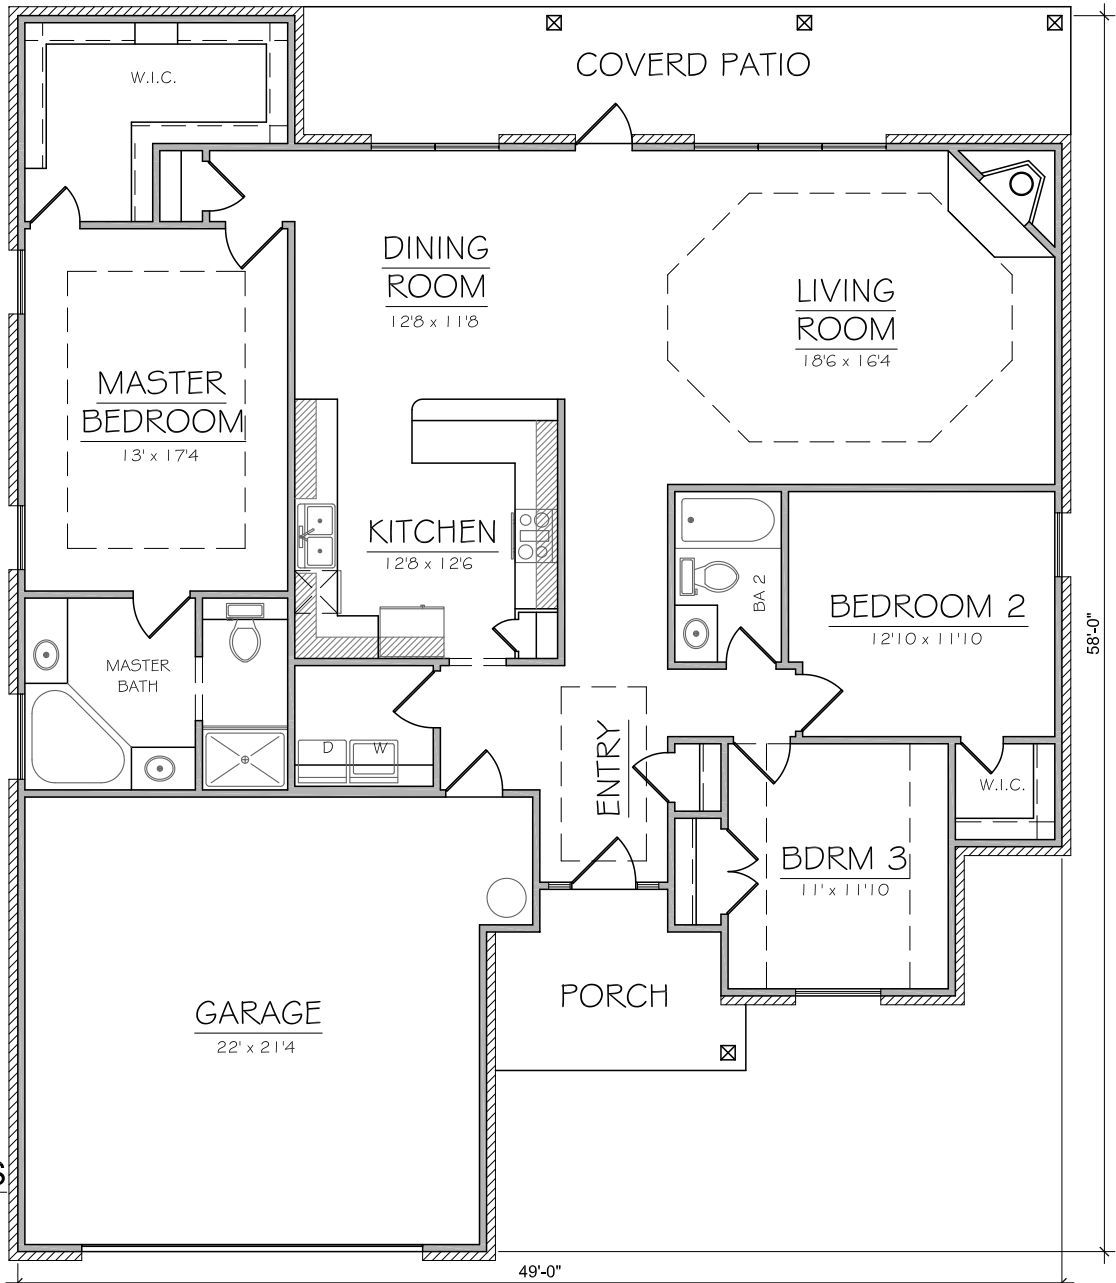 COVERD PATIO
W.I.C.
DINING
ROOM
12'8 x 11'8
LIVING
ROOM
18'6 x 16'4
MASTER
BEDROOM
13' x 17'4
KITCHEN
12'8 x 12'6
BA 2
BEDROOM 2
12'10 x 11'10
58'-0"
MASTER
BATH
D W
ENTRY
W.I.C.
BDRM 3
11' x 11'10
PORCH
GARAGE
22' x 21'4
49'-0"